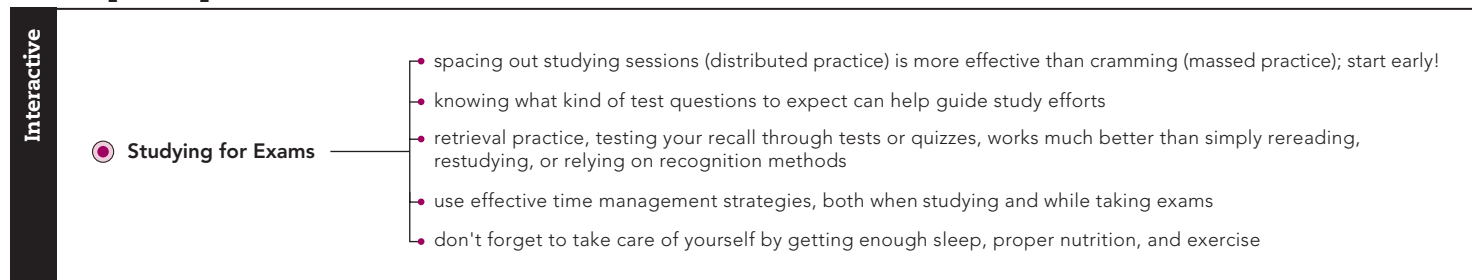 Interactive
Studying for Exams
spacing out studying sessions (distributed practice) is more effective than cramming (massed practice); start early!
knowing what kind of test questions to expect can help guide study efforts
retrieval practice, testing your recall through tests or quizzes, works much better than simply rereading,
restudying, or relying on recognition methods
use effective time management strategies, both when studying and while taking exams
don't forget to take care of yourself by getting enough sleep, proper nutrition, and exercise